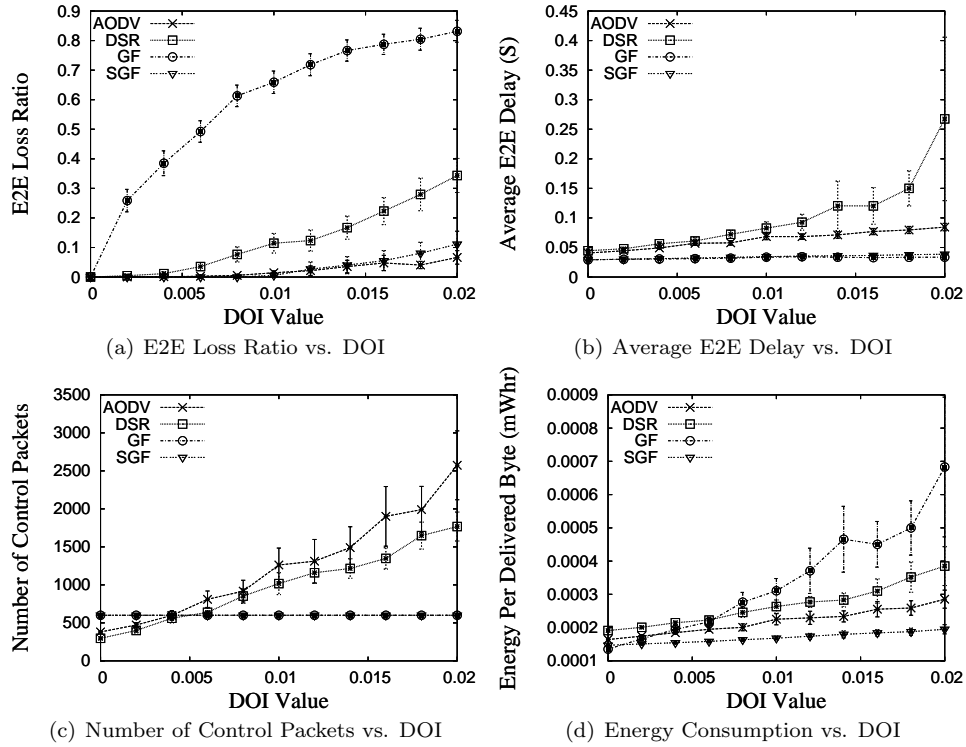 E2E Loss Ratio
0.9
0.8
0.7
0.6
0.5
0.4
0.3
0.2
0.1
0
AODV
DSR
GF
SGF
0 0.005 0.01 0.015 0.02
DOI Value
(a) E2E Loss Ratio vs. DOI
Average E2E Delay (S)
0.45
0.4
0.35
0.3
0.25
0.2
0.15
0.1
0.05
0
AODV
DSR
GF
SGF
0 0.005 0.01 0.015 0.02
DOI Value
(b) Average E2E Delay vs. DOI
Number of Control Packets
3500
3000
2500
2000
1500
1000
500
0
AODV
DSR
GF
SGF
0 0.005 0.01 0.015 0.02
DOI Value
(c) Number of Control Packets vs. DOI
Energy Per Delivered Byte (mWhr)
0.0009
0.0008
0.0007
0.0006
0.0005
0.0004
0.0003
0.0002
0.0001
AODV
DSR
GF
SGF
0 0.005 0.01 0.015 0.02
DOI Value
(d) Energy Consumption vs. DOI